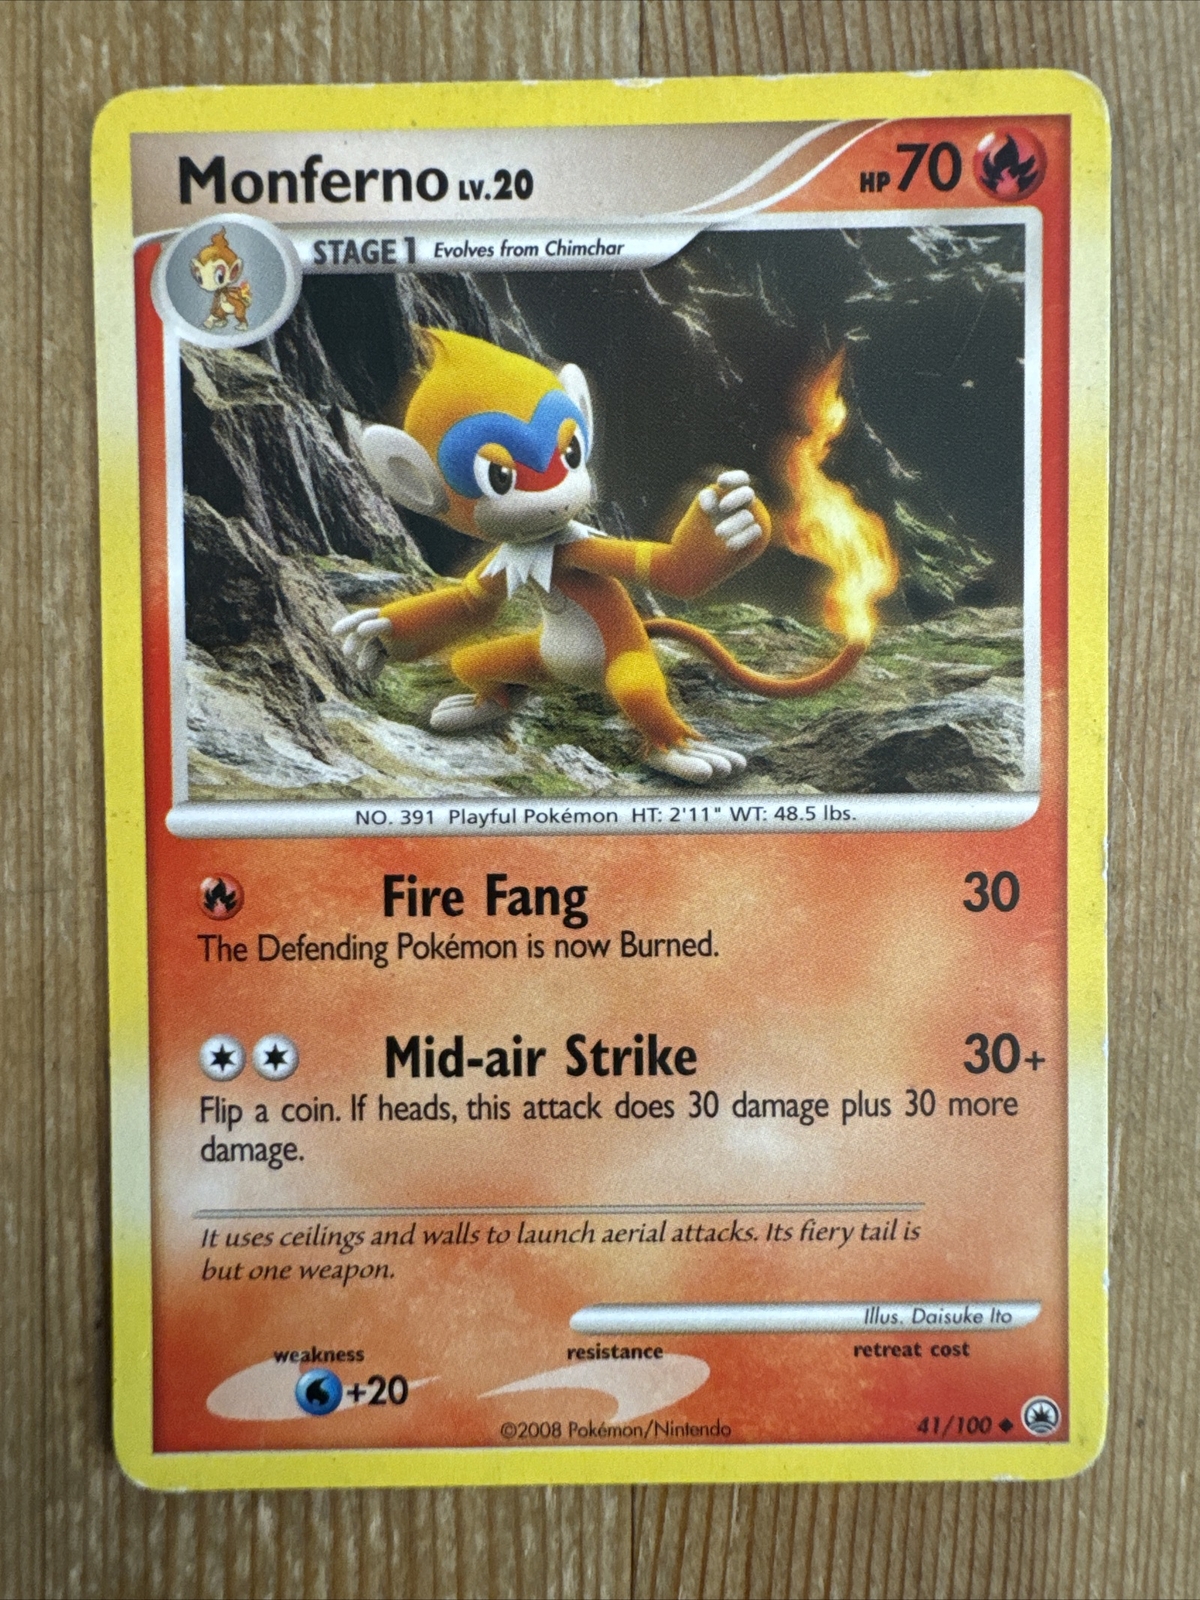 Monferno LV.20 HP 70
STAGE 1 Evolves from Chimchar
NO. 391 Playful Pokémon HT: 2'11" WT: 48.5 lbs.
Fire Fang 30
The Defending Pokémon is now Burned.
Mid-air Strike 30+
Flip a coin. If heads, this attack does 30 damage plus 30 more
damage.
It uses ceilings and walls to launch aerial attacks. Its fiery tail is
but one weapon.
Illus. Daisuke Ito
weakness resistance retreat cost
+20
©2008 Pokémon/Nintendo 41/100